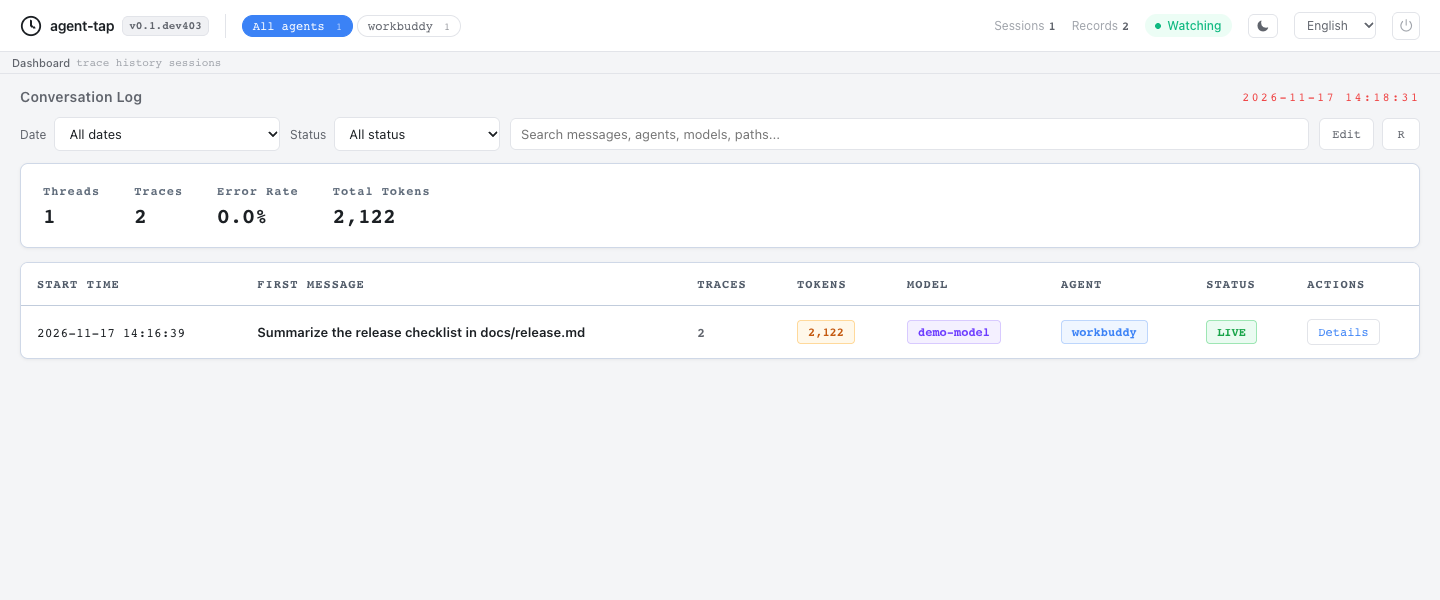 agent-tap v0.1.dev403 All agents 1 workbuddy 1 Sessions 1 Records 2 Watching English
Dashboard trace history sessions
Conversation Log 2026-11-17 14:18:31
Date All dates Status All status Search messages, agents, models, paths... Edit R
Threads Traces Error Rate Total Tokens
1 2 0.0% 2,122
START TIME FIRST MESSAGE TRACES TOKENS MODEL AGENT STATUS ACTIONS
2026-11-17 14:16:39 Summarize the release checklist in docs/release.md 2 2,122 demo-model workbuddy LIVE Details